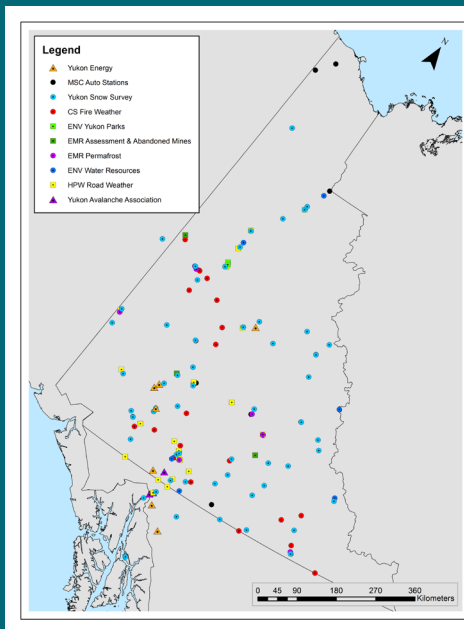 N
Legend
Yukon Energy
MSC Auto Stations
Yukon Snow Survey
CS Fire Weather
ENV Yukon Parks
EMR Assessment & Abandoned Mines
EMR Permafrost
ENV Water Resources
HPW Road Weather
Yukon Avalanche Association
0 45 90 180 270 360
Kilometers